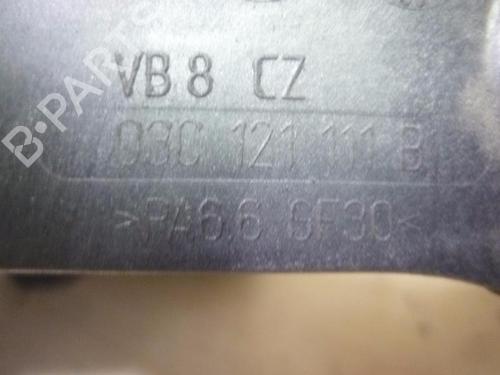 VB 8 CZ
03C 121 111 B
>PA6.6 GF30<
B-PARTS